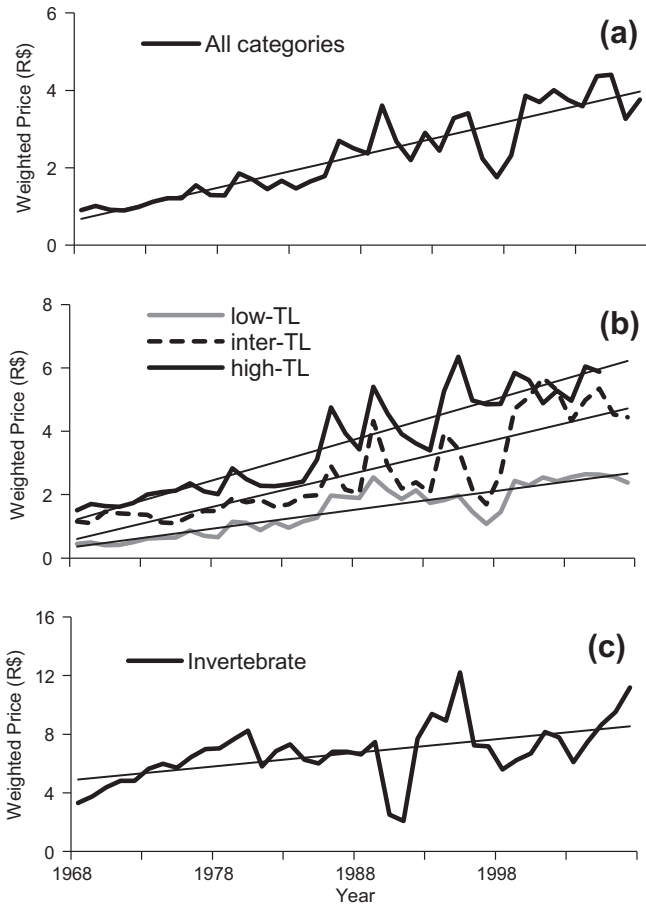 (a)
All categories
Weighted Price (R$)
6
4
2
0
(b)
low-TL
inter-TL
high-TL
Weighted Price (R$)
8
6
4
2
0
(c)
Invertebrate
Weighted Price (R$)
16
12
8
4
0
1968 1978 1988 1998
Year